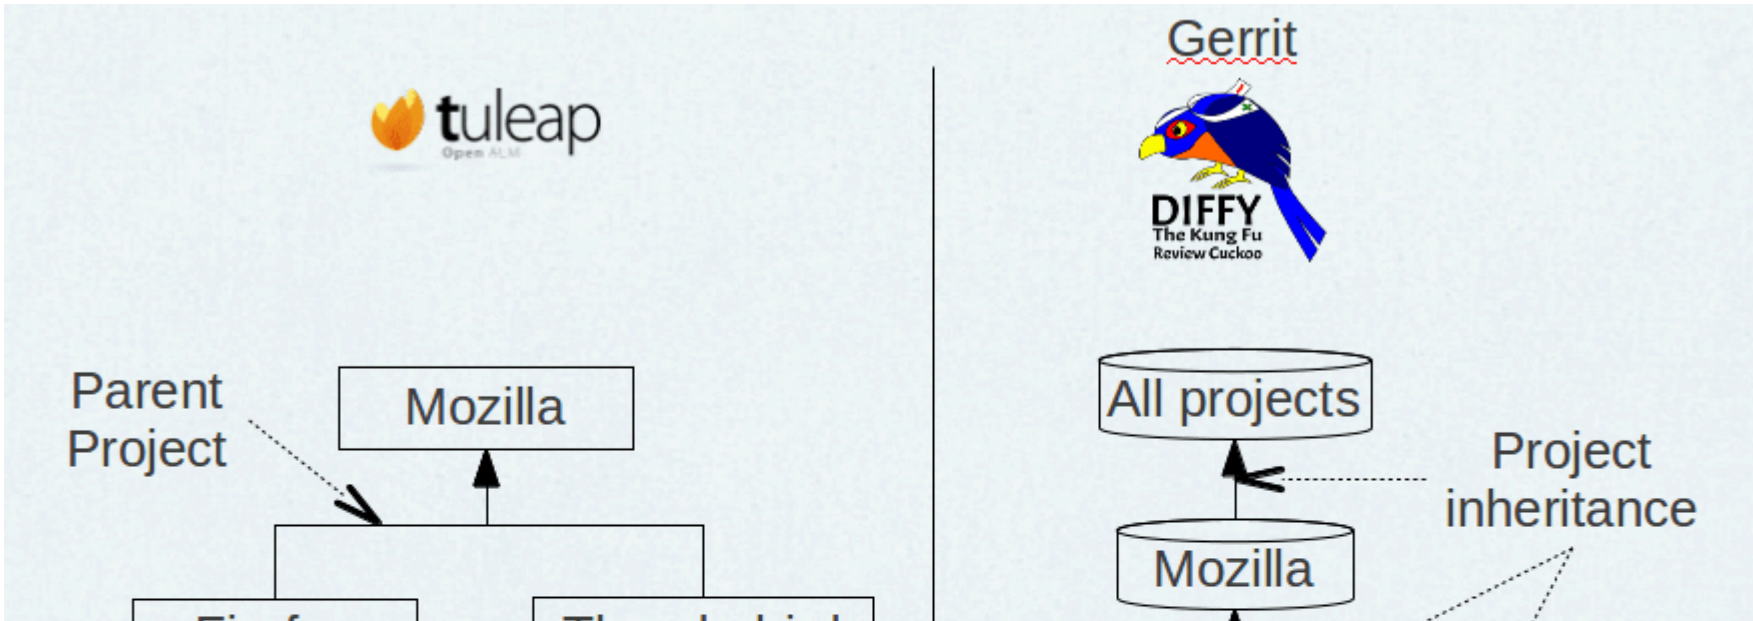 Gerrit
tuleap
Open ALM
DIFFY
The Kung Fu
Review Cuckoo
Parent
Project
Mozilla
All projects
Project
inheritance
Mozilla